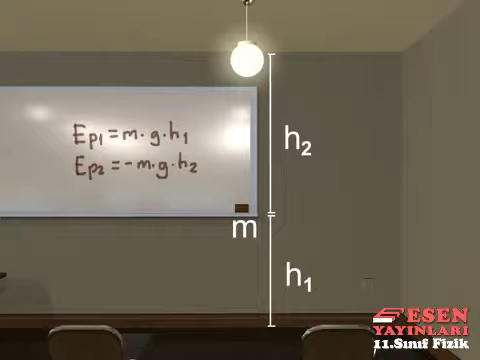 Ep1 = m·g·h1
Ep2 = -m·g·h2
h2
m
h1
ESEN
YAYINLARI
11.Sınıf Fizik